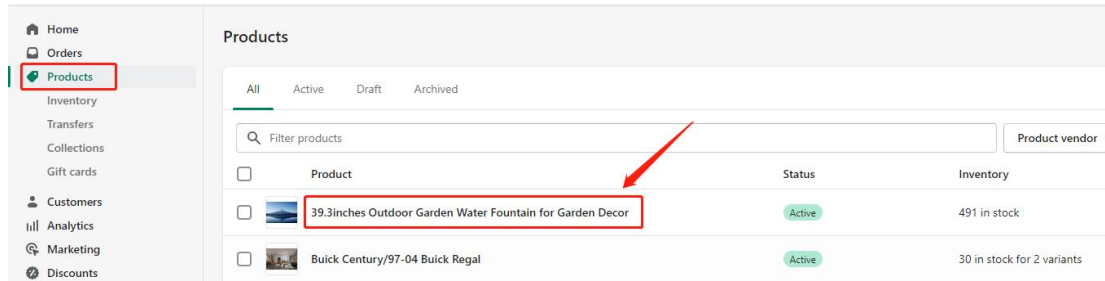 Home
Orders
Products
Inventory
Transfers
Collections
Gift cards
Customers
Analytics
Marketing
Discounts
Products
All Active Draft Archived
Filter products
Product vendor
Product Status Inventory
39.3inches Outdoor Garden Water Fountain for Garden Decor Active 491 in stock
Buick Century/97-04 Buick Regal Active 30 in stock for 2 variants